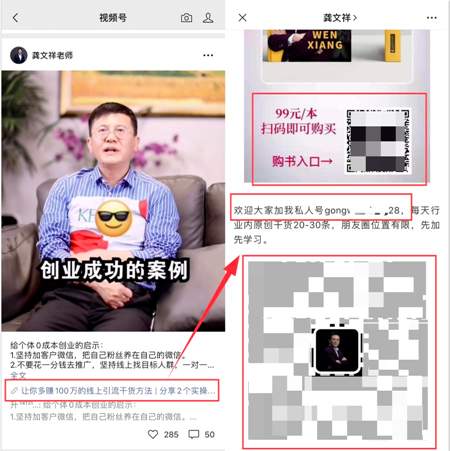 视频号
龚文祥老师
创业成功的案例
给个体0成本创业的启示:
1.坚持加客户微信,把自己粉丝养在自己的微信。
2.不要花一分钱去推广,坚持线上找目标人群,一对一...
全文
让你多赚100万的线上引流干货方法 | 分享2个实操...
给个体0成本创业的启示:
1.坚持加客户微信,把自己粉丝养在自己的微信。
285
50
龚文祥
WEN
XIANG
99元/本
扫码即可购买
购书入口→
欢迎大家加我私人号gong 28,每天行
业内原创干货20-30条,朋友圈位置有限,先加
先学习。